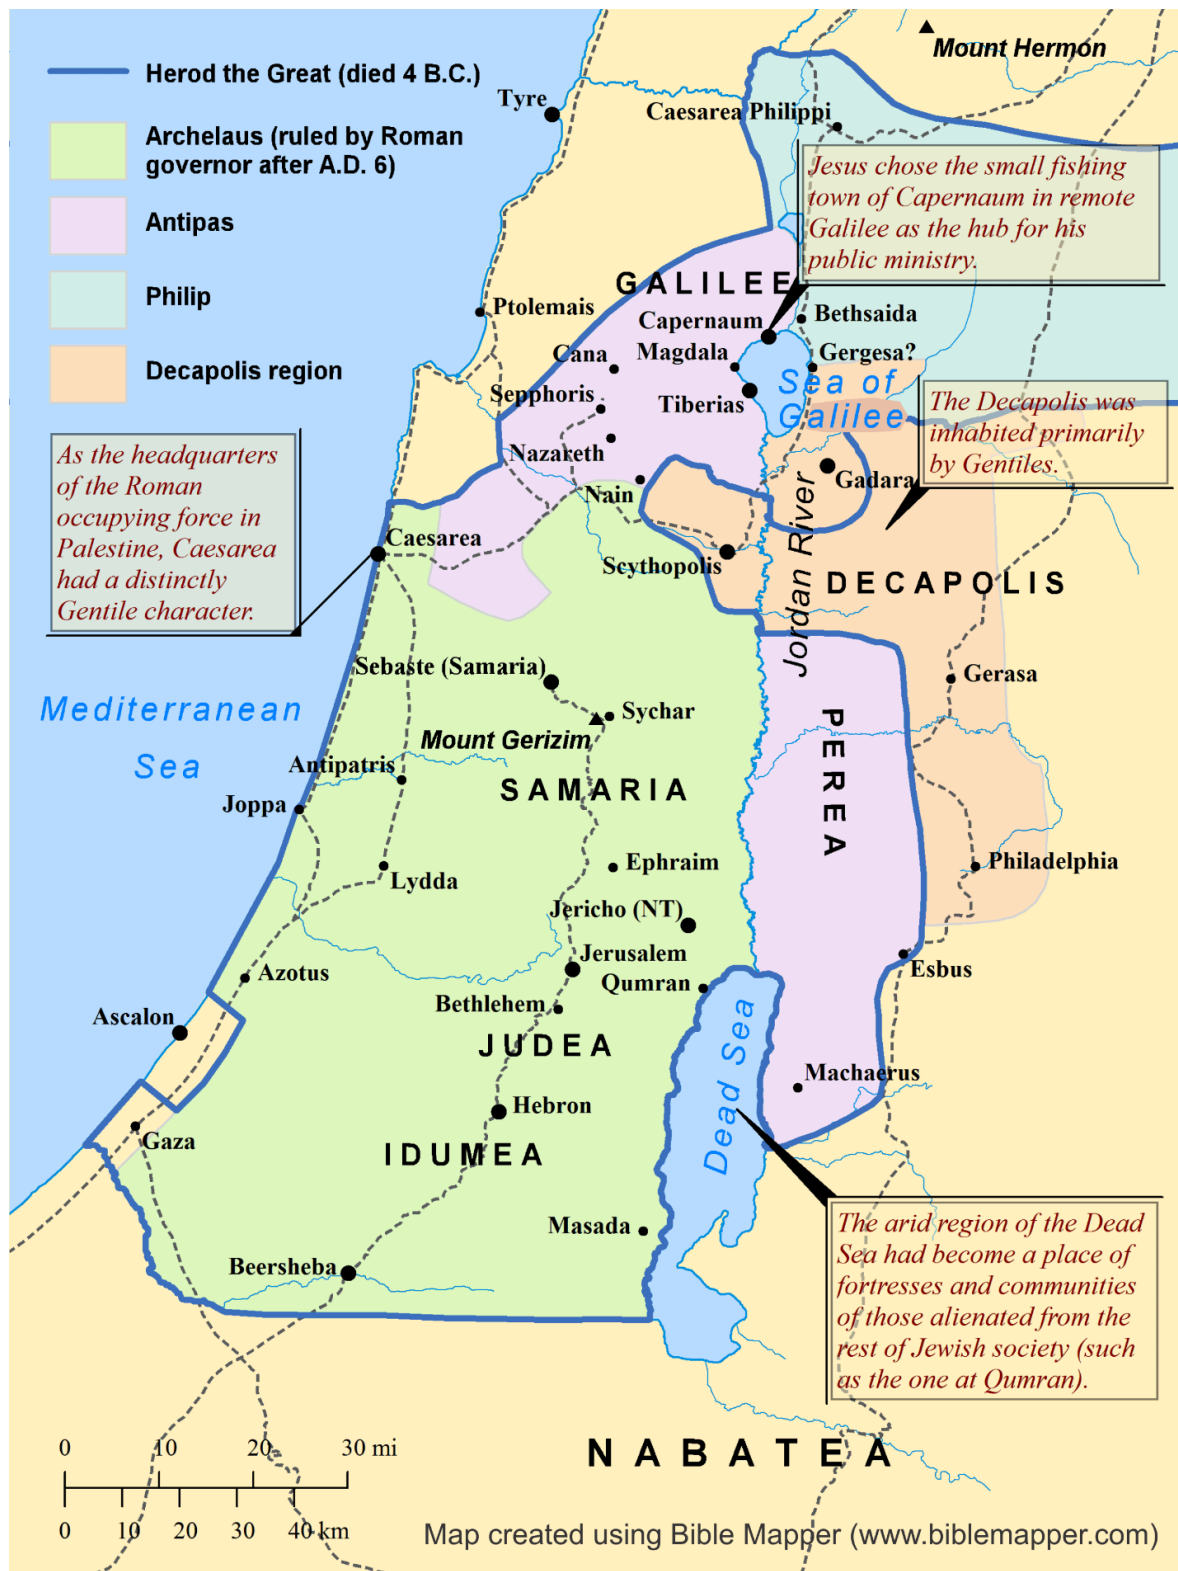 Herod the Great (died 4 B.C.)
Archelaus (ruled by Roman
governor after A.D. 6)
Antipas
Philip
Decapolis region
Mount Hermon
Tyre
Caesarea Philippi
Jesus chose the small fishing
town of Capernaum in remote
Galilee as the hub for his
public ministry.
GALILEE
Ptolemais
Capernaum
Bethsaida
Cana
Magdala
Gergesa?
Sepphoris
Tiberias
Sea of
Galilee
The Decapolis was
inhabited primarily
by Gentiles.
Nazareth
Nain
Gadara
As the headquarters
of the Roman
occupying force in
Palestine, Caesarea
had a distinctly
Gentile character.
Caesarea
Scythopolis
Jordan River
DECAPOLIS
Sebaste (Samaria)
Gerasa
Mediterranean
Sea
Sychar
Mount Gerizim
PEREA
Antipatris
SAMARIA
Joppa
Lydda
Ephraim
Philadelphia
Jericho (NT)
Jerusalem
Qumran
Esbus
Azotus
Bethlehem
Ascalon
JUDEA
Dead Sea
Machaerus
Hebron
Gaza
IDUMEA
Masada
Beersheba
The arid region of the Dead
Sea had become a place of
fortresses and communities
of those alienated from the
rest of Jewish society (such
as the one at Qumran).
NABATEA
0 10 20 30 mi
0 10 20 30 40 km
Map created using Bible Mapper (www.biblemapper.com)